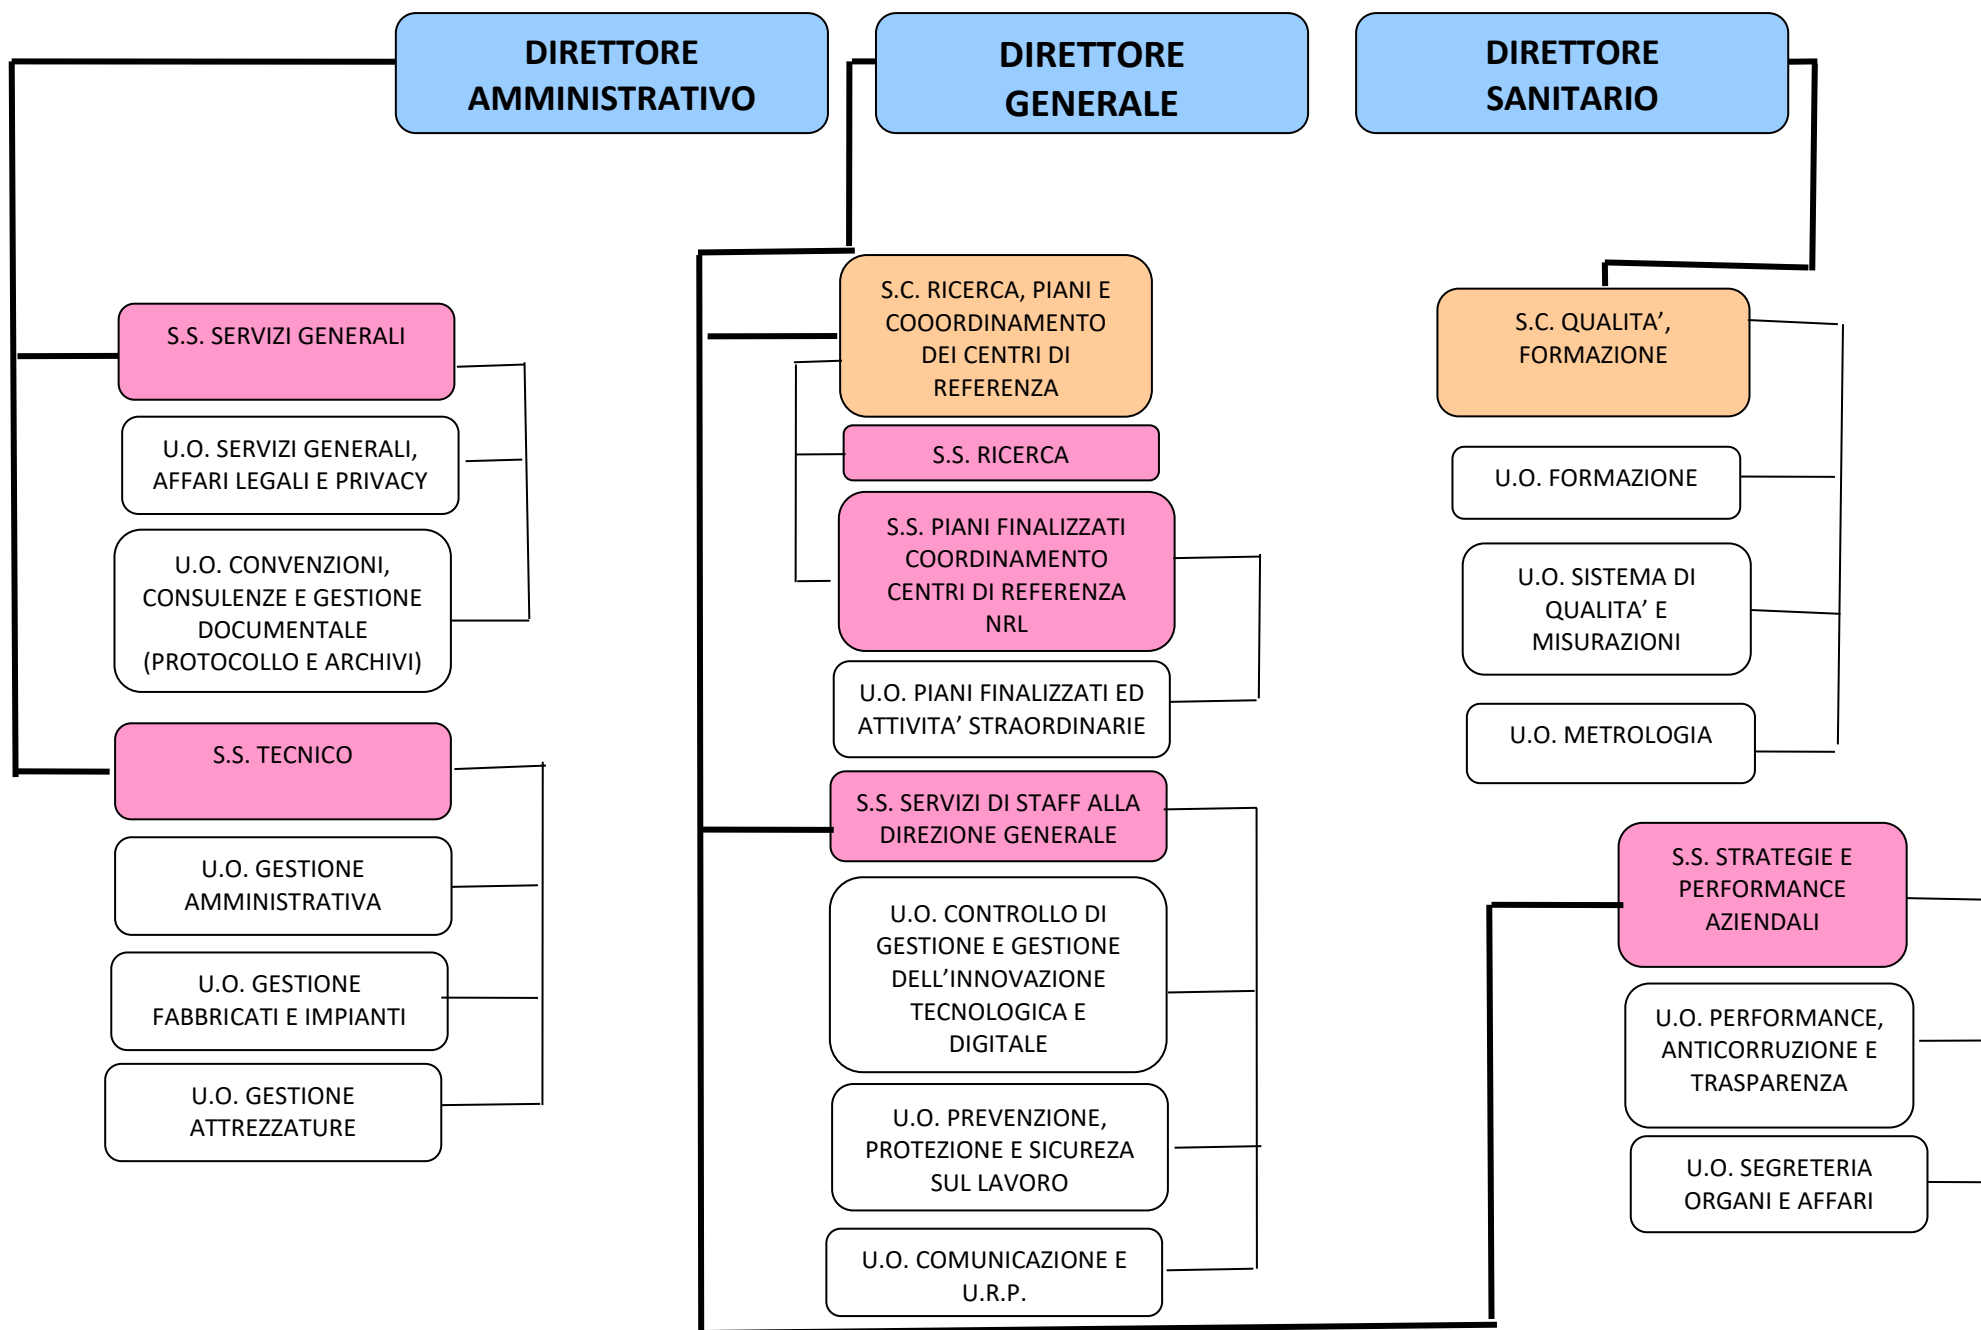 DIRETTORE
AMMINISTRATIVO
DIRETTORE
GENERALE
DIRETTORE
SANITARIO
S.S. SERVIZI GENERALI
U.O. SERVIZI GENERALI,
AFFARI LEGALI E PRIVACY
U.O. CONVENZIONI,
CONSULENZE E GESTIONE
DOCUMENTALE
(PROTOCOLLO E ARCHIVI)
S.S. TECNICO
U.O. GESTIONE
AMMINISTRATIVA
U.O. GESTIONE
FABBRICATI E IMPIANTI
U.O. GESTIONE
ATTREZZATURE
S.C. RICERCA, PIANI E
COOORDINAMENTO
DEI CENTRI DI
REFERENZA
S.S. RICERCA
S.S. PIANI FINALIZZATI
COORDINAMENTO
CENTRI DI REFERENZA
NRL
U.O. PIANI FINALIZZATI ED
ATTIVITA’ STRAORDINARIE
S.S. SERVIZI DI STAFF ALLA
DIREZIONE GENERALE
U.O. CONTROLLO DI
GESTIONE E GESTIONE
DELL’INNOVAZIONE
TECNOLOGICA E
DIGITALE
U.O. PREVENZIONE,
PROTEZIONE E SICUREZA
SUL LAVORO
U.O. COMUNICAZIONE E
U.R.P.
S.C. QUALITA’,
FORMAZIONE
U.O. FORMAZIONE
U.O. SISTEMA DI
QUALITA’ E
MISURAZIONI
U.O. METROLOGIA
S.S. STRATEGIE E
PERFORMANCE
AZIENDALI
U.O. PERFORMANCE,
ANTICORRUZIONE E
TRASPARENZA
U.O. SEGRETERIA
ORGANI E AFFARI